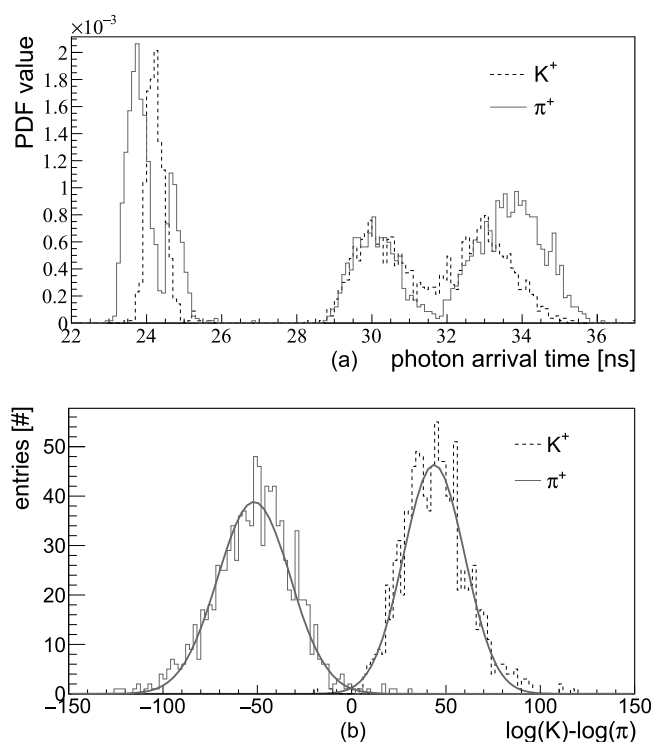 ×10⁻³
PDF value
2
1.8
1.6
1.4
1.2
1
0.8
0.6
0.4
0.2
0
K⁺
π⁺
22 24 26 28 30 32 34 36
(a) photon arrival time [ns]
entries [#]
50
40
30
20
10
0
K⁺
π⁺
−150 −100 −50 0 50 100 150
(b) log(K)-log(π)